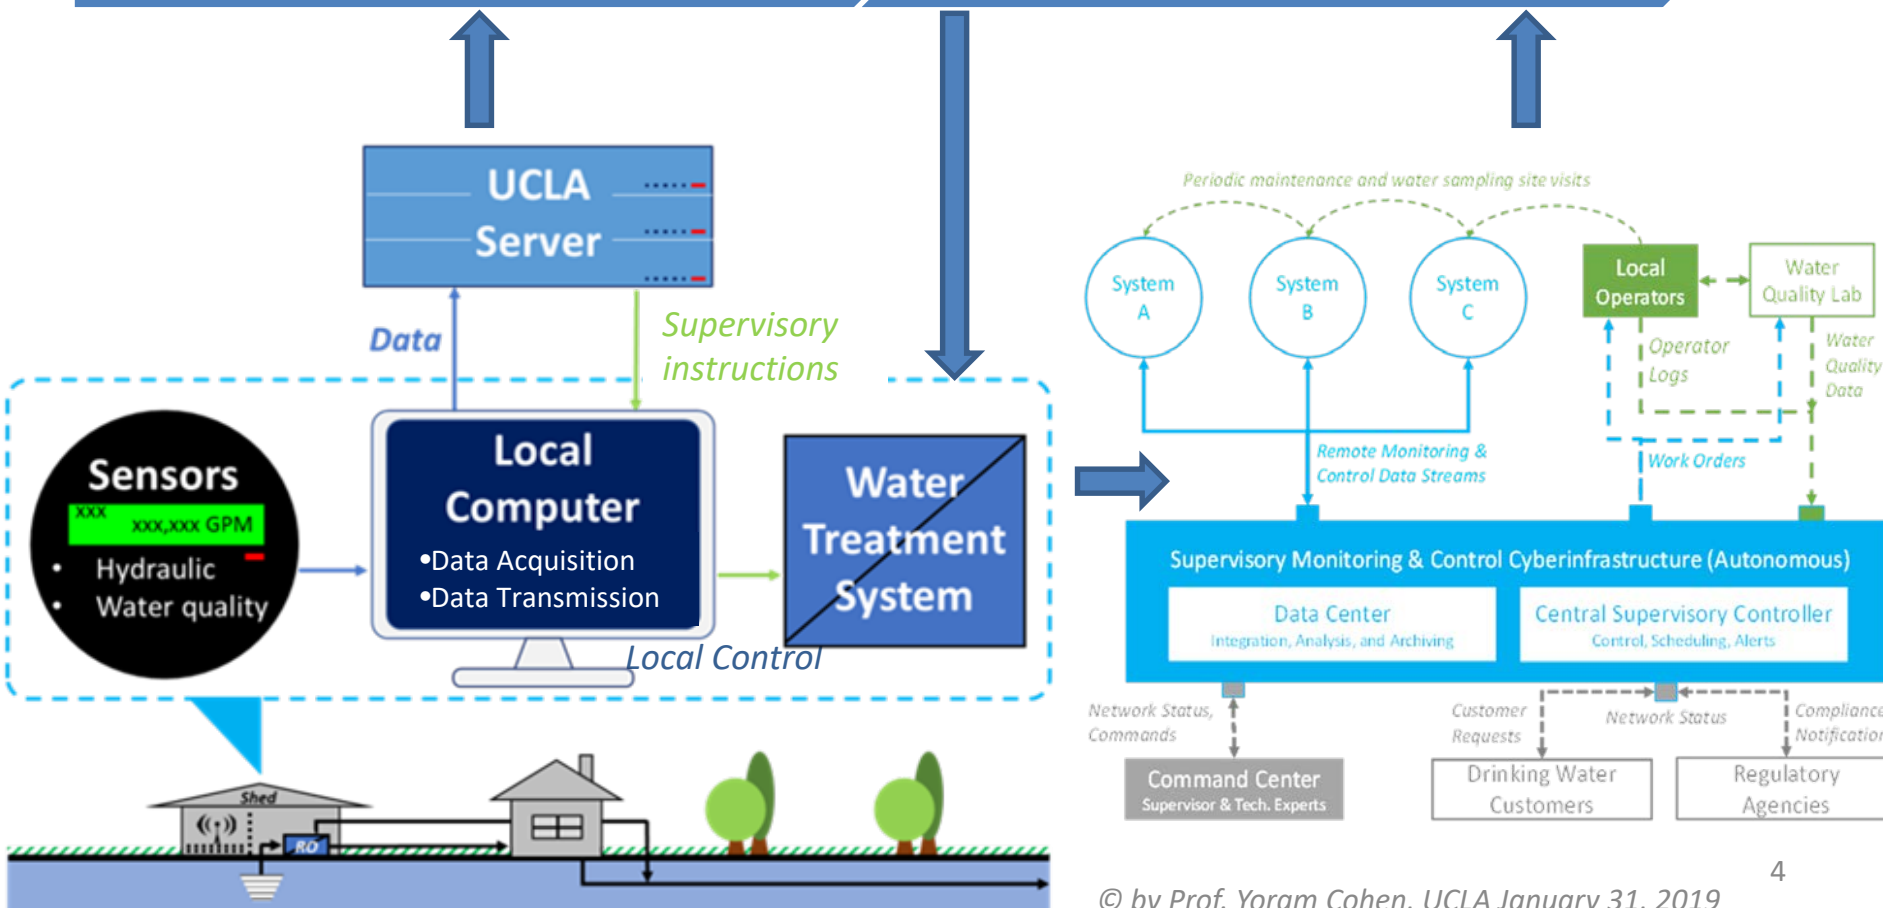 UCLA
Server
Data
Supervisory
instructions
Sensors
xxx
xxx,xxx GPM
• Hydraulic
• Water quality
Local
Computer
•Data Acquisition
•Data Transmission
Local Control
Water
Treatment
System
Shed
RO
Periodic maintenance and water sampling site visits
System
A
System
B
System
C
Local
Operators
Water
Quality Lab
Operator
Logs
Water
Quality
Data
Remote Monitoring &
Control Data Streams
Work Orders
Supervisory Monitoring & Control Cyberinfrastructure (Autonomous)
Data Center
Integration, Analysis, and Archiving
Central Supervisory Controller
Control, Scheduling, Alerts
Network Status,
Commands
Customer
Requests
Network Status
Compliance
Notification
Command Center
Supervisor & Tech. Experts
Drinking Water
Customers
Regulatory
Agencies
4
© by Prof. Yoram Cohen, UCLA January 31, 2019